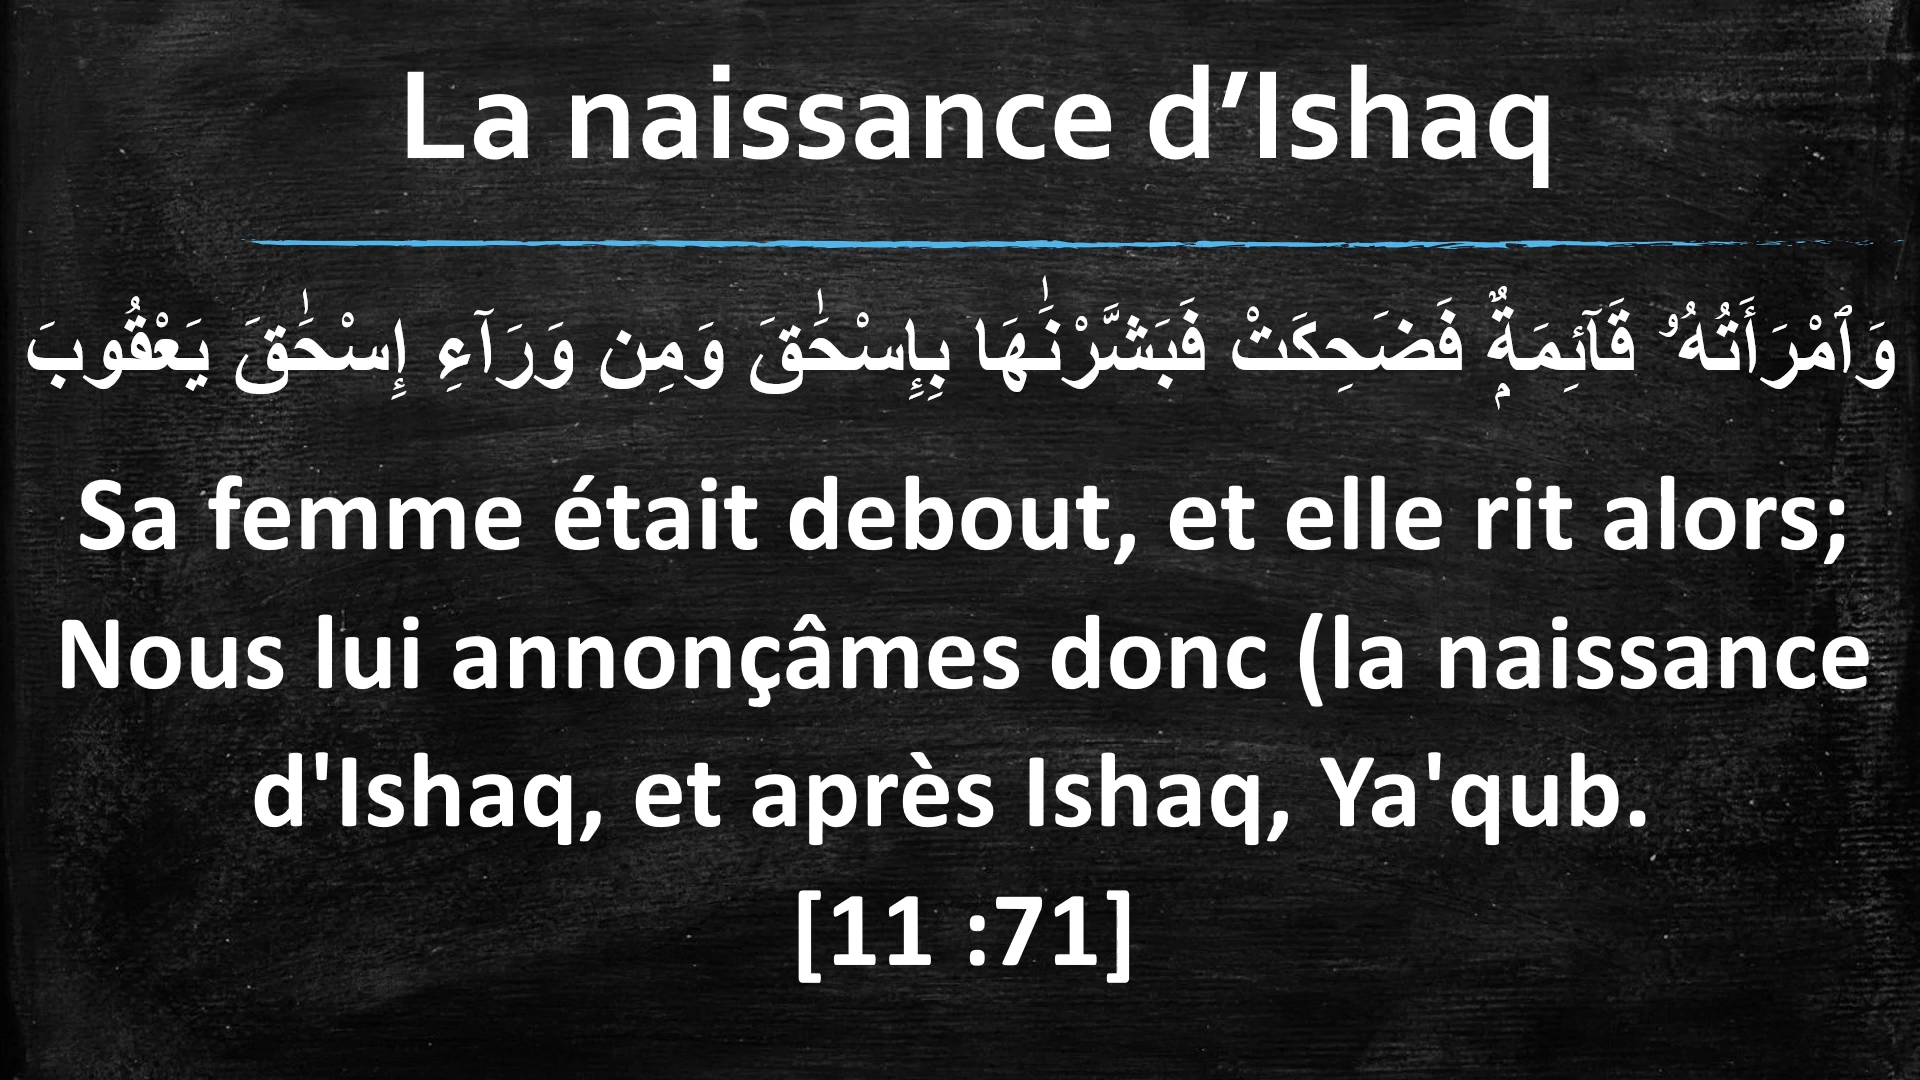 La naissance d’Ishaq
وَٱمْرَأَتُهُۥ قَآئِمَةٌۭ فَضَحِكَتْ فَبَشَّرْنَٰهَا بِإِسْحَٰقَ وَمِن وَرَآءِ إِسْحَٰقَ يَعْقُوبَ
Sa femme était debout, et elle rit alors;
Nous lui annonçâmes donc (la naissance
d'Ishaq, et après Ishaq, Ya'qub.
[11 :71]